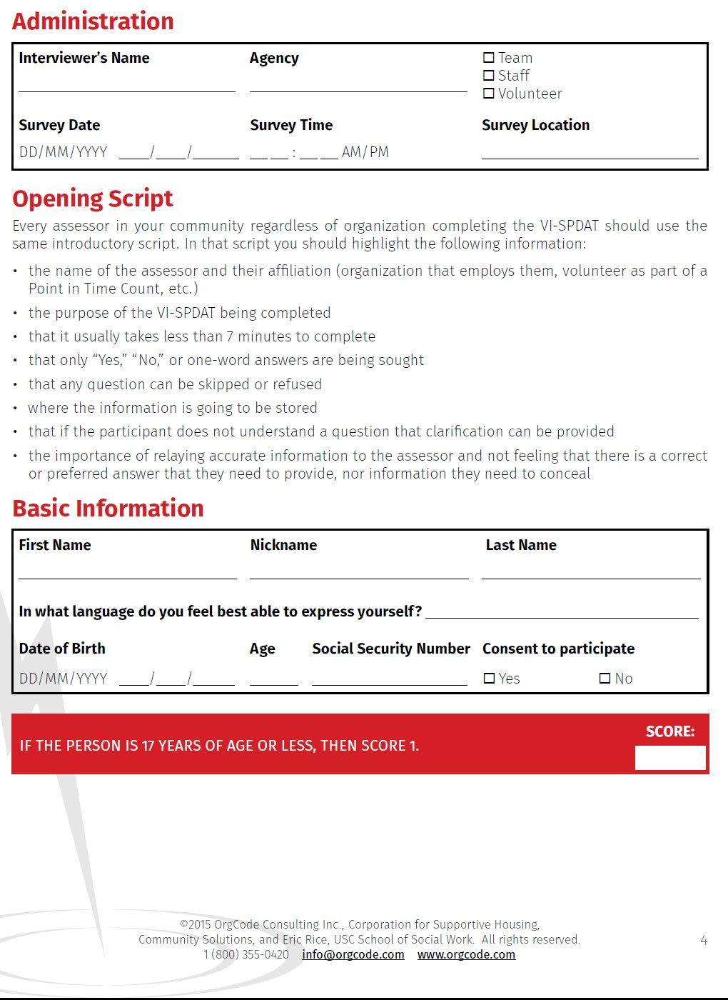 Administration
Interviewer's Name Agency ☐ Team
☐ Staff
☐ Volunteer
Survey Date Survey Time Survey Location
DD/MM/YYYY ____/____/______ __ __ : __ __ AM/PM ____________
Opening Script
Every assessor in your community regardless of organization completing the VI-SPDAT should use the
same introductory script. In that script you should highlight the following information:
• the name of the assessor and their affiliation (organization that employs them, volunteer as part of a
Point in Time Count, etc.)
• the purpose of the VI-SPDAT being completed
• that it usually takes less than 7 minutes to complete
• that only “Yes,” “No,” or one-word answers are being sought
• that any question can be skipped or refused
• where the information is going to be stored
• that if the participant does not understand a question that clarification can be provided
• the importance of relaying accurate information to the assessor and not feeling that there is a correct
or preferred answer that they need to provide, nor information they need to conceal
Basic Information
First Name Nickname Last Name
In what language do you feel best able to express yourself? ____________
Date of Birth Age Social Security Number Consent to participate
DD/MM/YYYY ____/____/______ ______ ____________ ☐ Yes ☐ No
SCORE:
IF THE PERSON IS 17 YEARS OF AGE OR LESS, THEN SCORE 1.
©2015 OrgCode Consulting Inc., Corporation for Supportive Housing,
Community Solutions, and Eric Rice, USC School of Social Work. All rights reserved.
4
1 (800) 355-0420 info@orgcode.com www.orgcode.com